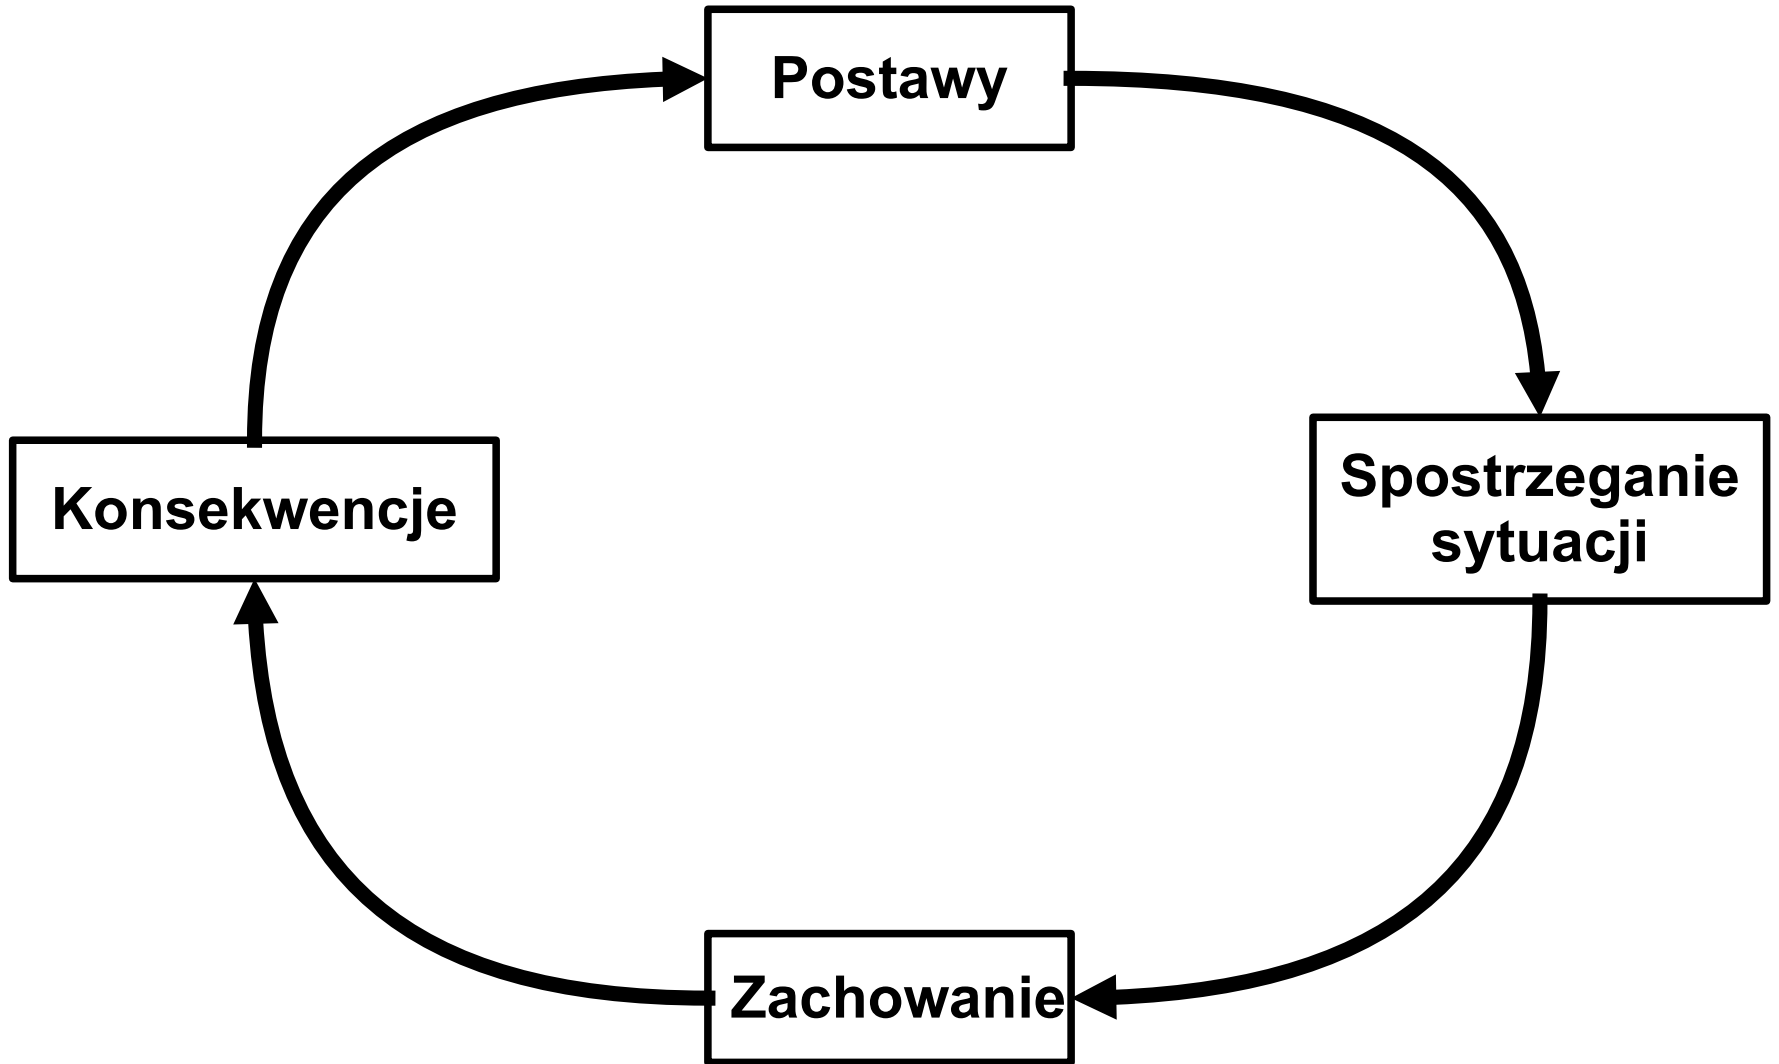 Postawy
Spostrzeganie
sytuacji
Konsekwencje
Zachowanie